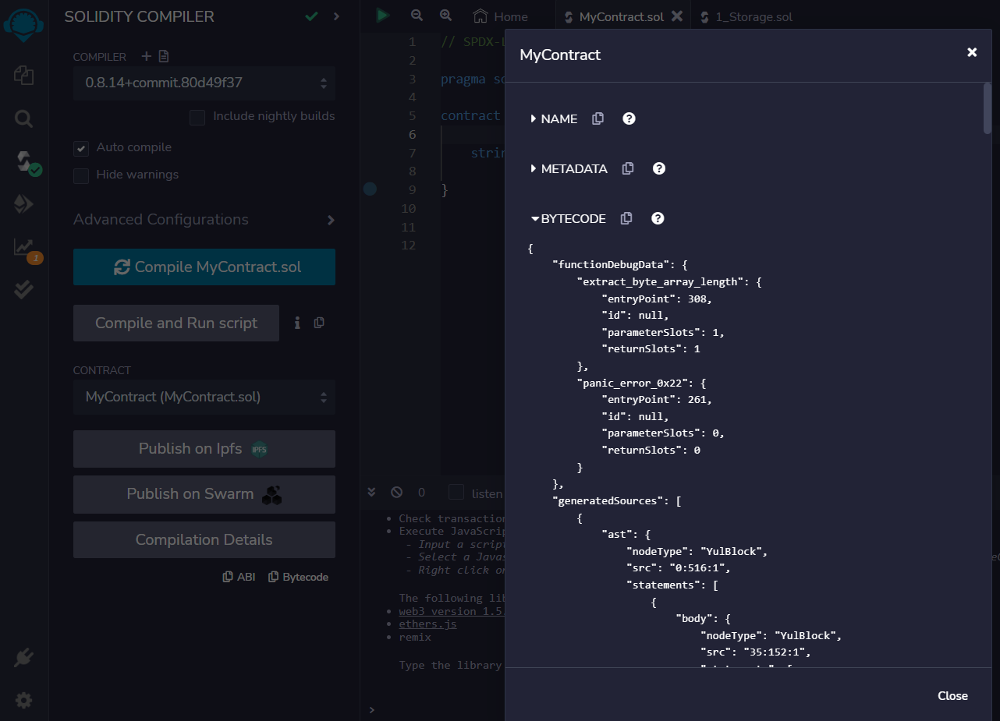 SOLIDITY COMPILER
COMPILER
0.8.14+commit.80d49f37
Include nightly builds
Auto compile
Hide warnings
Advanced Configurations
Compile MyContract.sol
Compile and Run script
CONTRACT
MyContract (MyContract.sol)
Publish on Ipfs IPFS
Publish on Swarm
Compilation Details
ABI Bytecode
1
Home MyContract.sol 1_Storage.sol
1 // SPDX-L
2
3 pragma so
4
5 contract
6
7 strin
8
9 }
10
11
12
0 listen
Check transaction
Execute JavaScrip
- Input a script
- Select a Javas
- Right click on
The following lib
web3 version 1.5.
ethers.js
remix
Type the library
>
MyContract
NAME
METADATA
BYTECODE
{
"functionDebugData": {
"extract_byte_array_length": {
"entryPoint": 308,
"id": null,
"parameterSlots": 1,
"returnSlots": 1
},
"panic_error_0x22": {
"entryPoint": 261,
"id": null,
"parameterSlots": 0,
"returnSlots": 0
}
},
"generatedSources": [
{
"ast": {
"nodeType": "YulBlock",
"src": "0:516:1",
"statements": [
{
"body": {
"nodeType": "YulBlock",
"src": "35:152:1",
Close